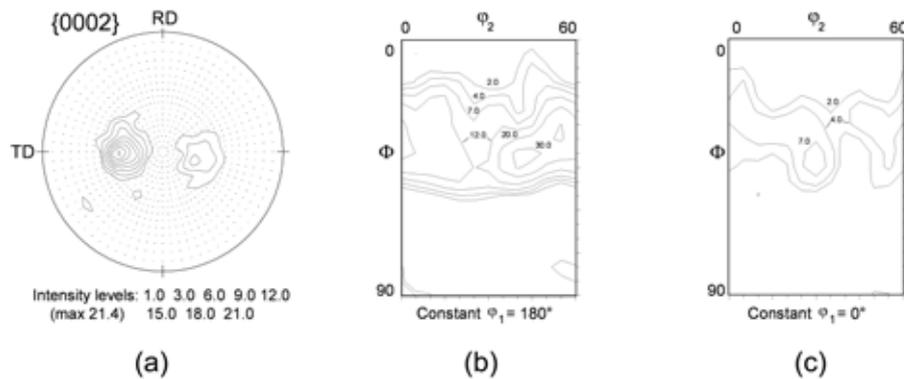 {0002}
RD
TD
Intensity levels: 1.0 3.0 6.0 9.0 12.0
(max 21.4) 15.0 18.0 21.0
(a)
0 φ2 60
0
2.0
4.0
7.0
12.0
20.0
30.0
Φ
90
Constant φ1 = 180°
(b)
0 φ2 60
0
2.0
4.0
7.0
Φ
90
Constant φ1 = 0°
(c)